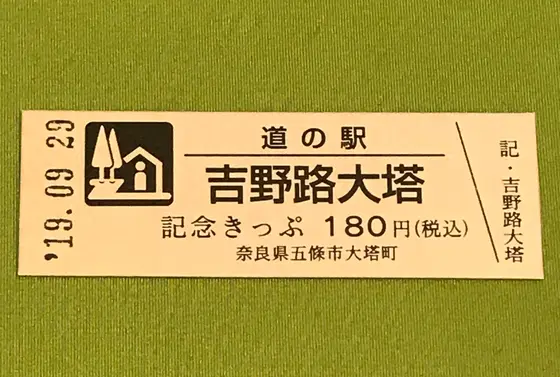 '19.09 29
道の駅
吉野路大塔
記念きっぷ 180円(税込)
奈良県五條市大塔町
記・吉野路大塔